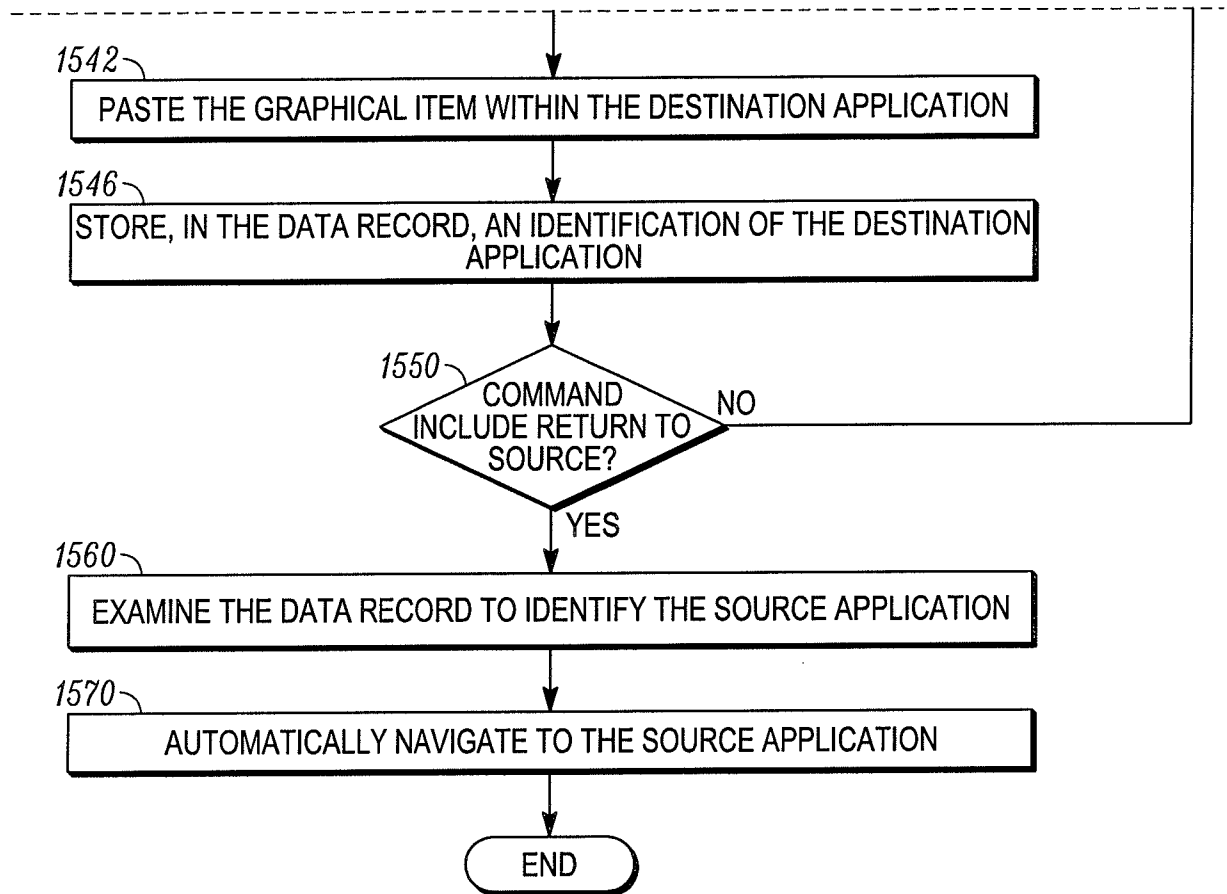 1542
PASTE THE GRAPHICAL ITEM WITHIN THE DESTINATION APPLICATION
1546
STORE, IN THE DATA RECORD, AN IDENTIFICATION OF THE DESTINATION
APPLICATION
1550
COMMAND
INCLUDE RETURN TO
SOURCE?
NO
YES
1560
EXAMINE THE DATA RECORD TO IDENTIFY THE SOURCE APPLICATION
1570
AUTOMATICALLY NAVIGATE TO THE SOURCE APPLICATION
END